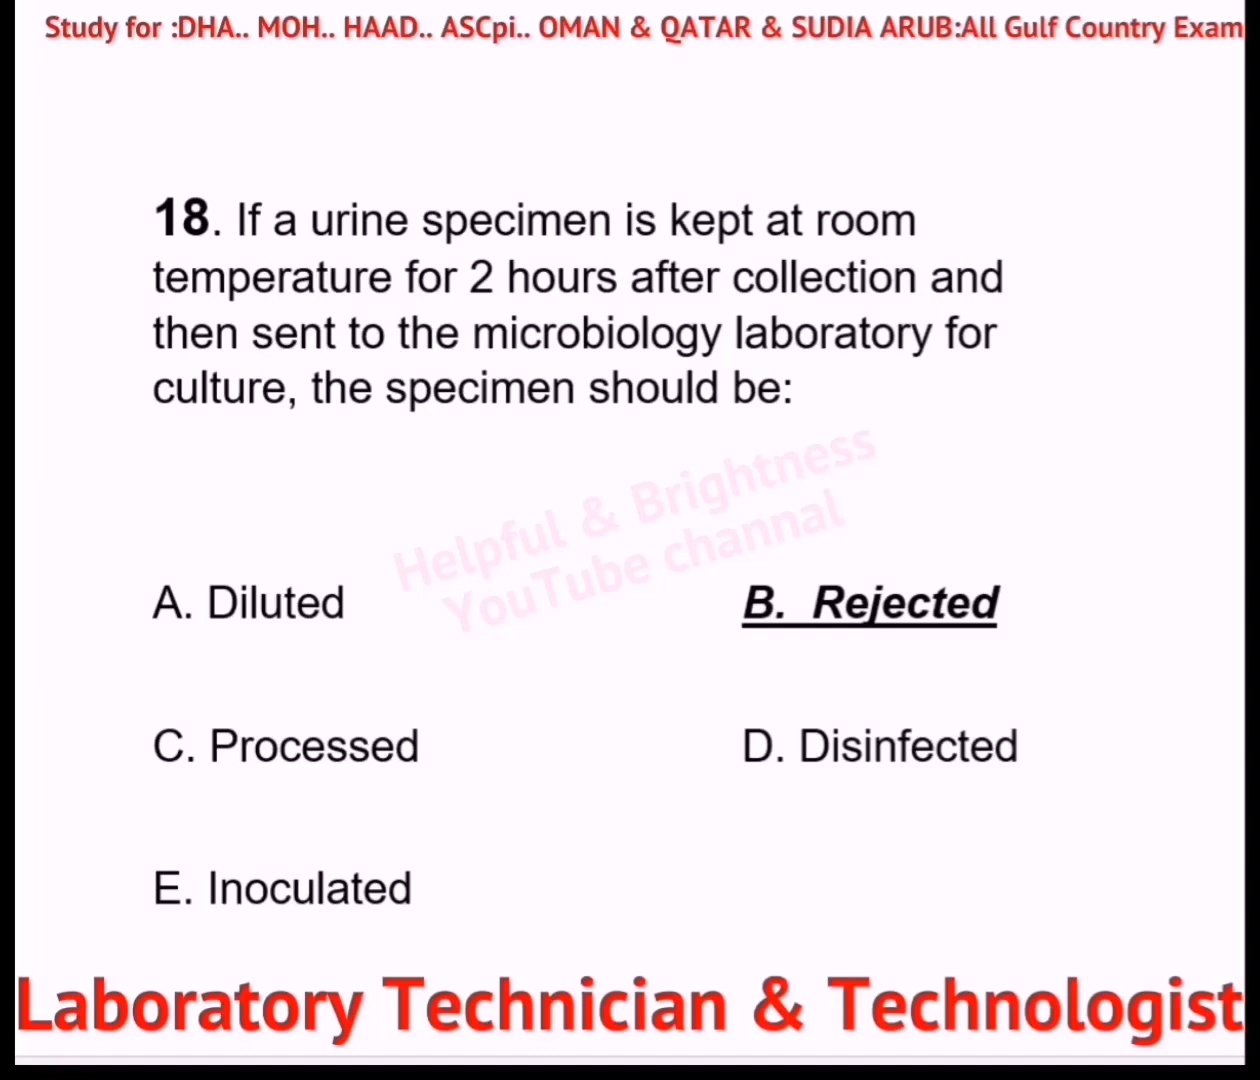 Study for :DHA.. MOH.. HAAD.. ASCpi.. OMAN & QATAR & SUDIA ARUB:All Gulf Country Exam
18. If a urine specimen is kept at room
temperature for 2 hours after collection and
then sent to the microbiology laboratory for
culture, the specimen should be:
Helpful & Brightness
YouTube channal
A. Diluted
B. Rejected
C. Processed
D. Disinfected
E. Inoculated
Laboratory Technician & Technologist